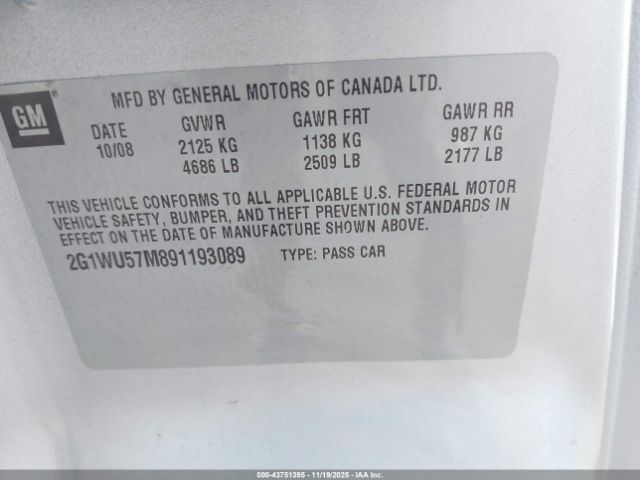 GM
MFD BY GENERAL MOTORS OF CANADA LTD.
DATE GVWR GAWR FRT GAWR RR
10/08 2125 KG 1138 KG 987 KG
4686 LB 2509 LB 2177 LB
THIS VEHICLE CONFORMS TO ALL APPLICABLE U.S. FEDERAL MOTOR
VEHICLE SAFETY, BUMPER, AND THEFT PREVENTION STANDARDS IN
EFFECT ON THE DATE OF MANUFACTURE SHOWN ABOVE.
2G1WU57M891193089 TYPE: PASS CAR
000-43751395 - 11/19/2025 - IAAI Inc.